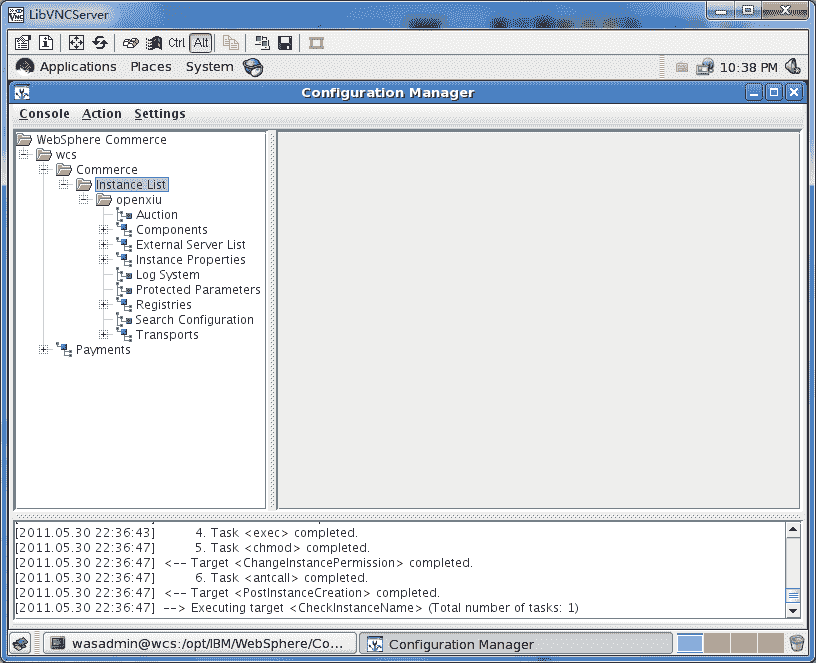 LibVNCServer
Ctrl Alt
Applications Places System 10:38 PM
Configuration Manager
Console Action Settings
WebSphere Commerce
wcs
Commerce
Instance List
openxiu
Auction
Components
External Server List
Instance Properties
Log System
Protected Parameters
Registries
Search Configuration
Transports
Payments
[2011.05.30 22:36:43] 4. Task <exec> completed.
[2011.05.30 22:36:47] 5. Task <chmod> completed.
[2011.05.30 22:36:47] <-- Target <ChangeInstancePermission> completed.
[2011.05.30 22:36:47] 6. Task <antcall> completed.
[2011.05.30 22:36:47] <-- Target <PostInstanceCreation> completed.
[2011.05.30 22:36:47] --> Executing target <CheckInstanceName> (Total number of tasks: 1)
wasadmin@wcs:/opt/IBM/WebSphere/Co... Configuration Manager